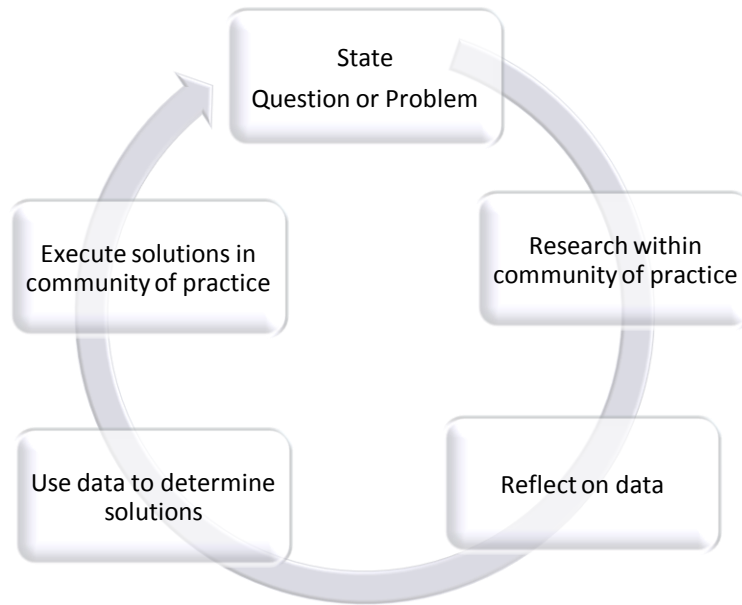 State
Question or Problem
Research within
community of practice
Reflect on data
Use data to determine
solutions
Execute solutions in
community of practice